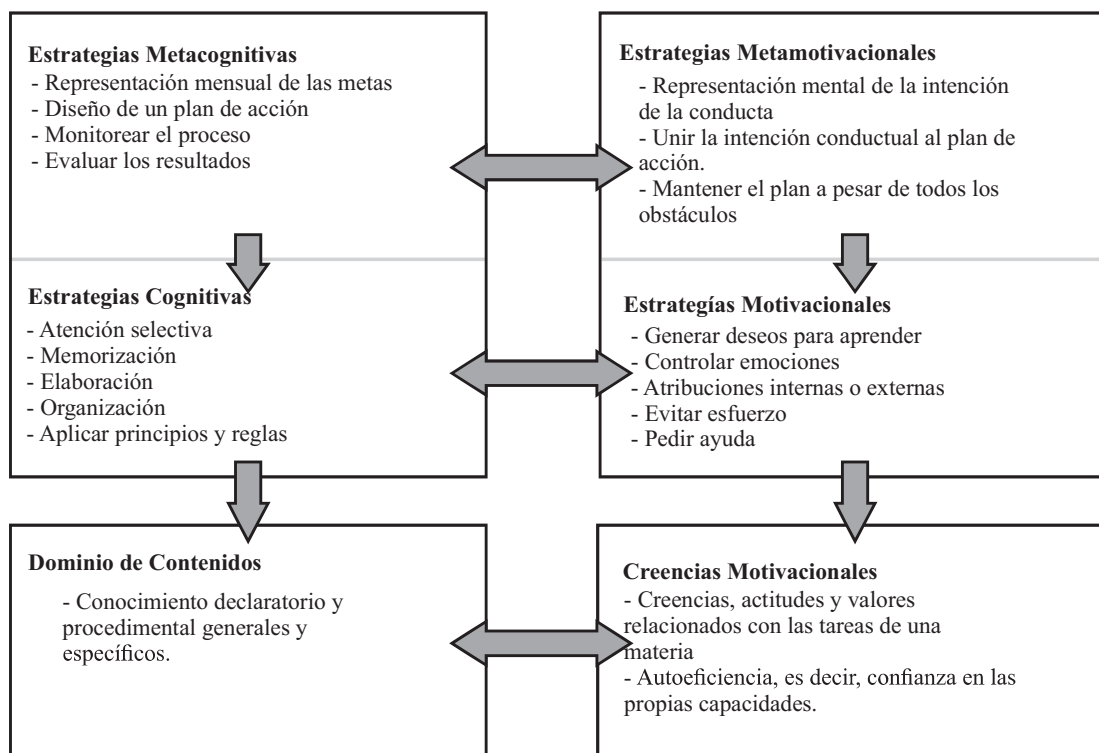 Estrategias Metacognitivas
- Representación mensual de las metas
- Diseño de un plan de acción
- Monitorear el proceso
- Evaluar los resultados
Estrategias Metamotivacionales
- Representación mental de la intención
de la conducta
- Unir la intención conductual al plan de
acción.
- Mantener el plan a pesar de todos los
obstáculos
Estrategias Cognitivas
- Atención selectiva
- Memorización
- Elaboración
- Organización
- Aplicar principios y reglas
Estrategías Motivacionales
- Generar deseos para aprender
- Controlar emociones
- Atribuciones internas o externas
- Evitar esfuerzo
- Pedir ayuda
Dominio de Contenidos
- Conocimiento declaratorio y
procedimental generales y
específicos.
Creencias Motivacionales
- Creencias, actitudes y valores
relacionados con las tareas de una
materia
- Autoeficiencia, es decir, confianza en las
propias capacidades.